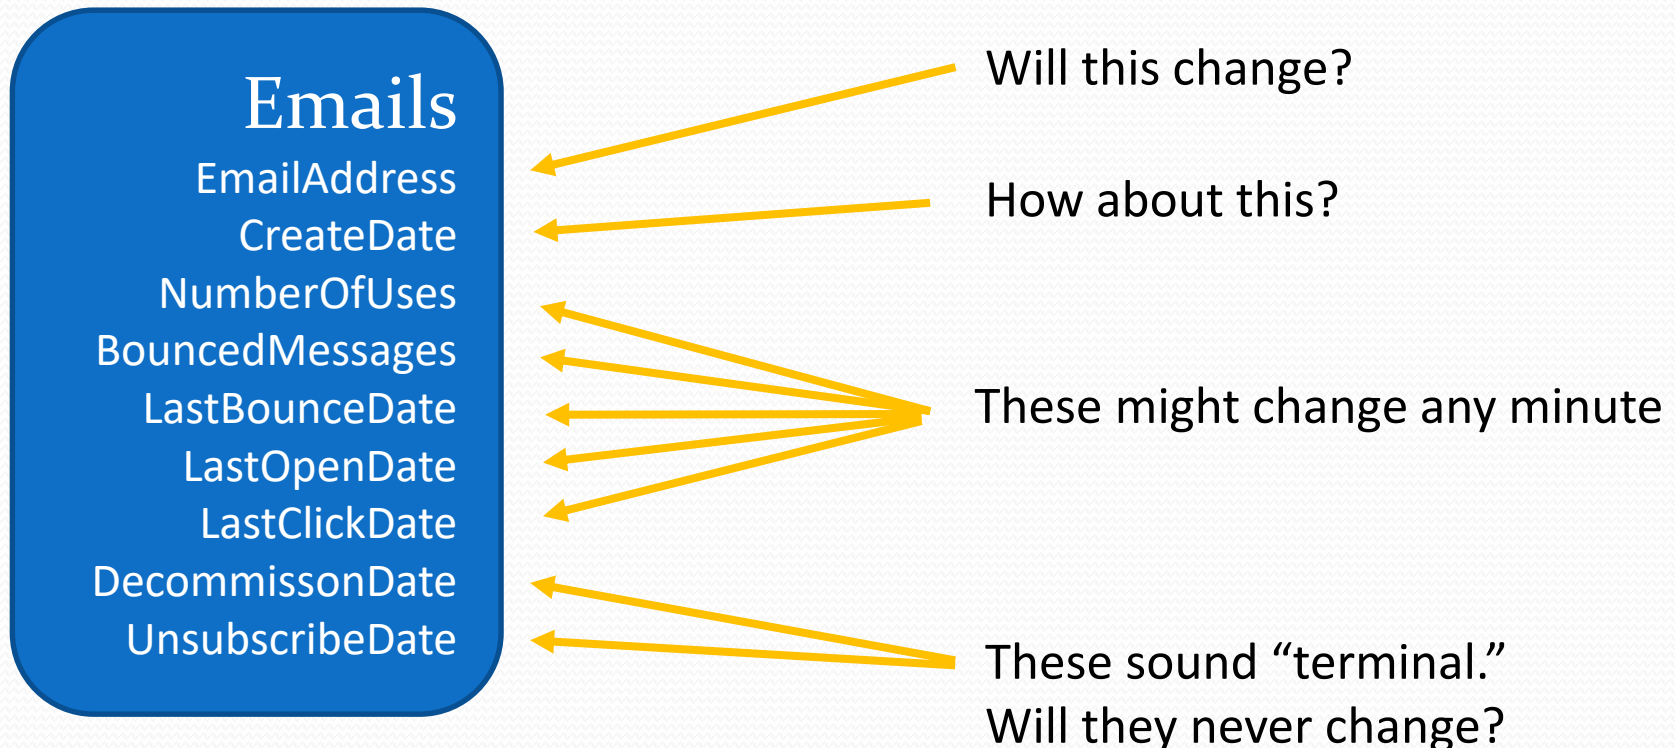 Emails
EmailAddress
CreateDate
NumberOfUses
BouncedMessages
LastBounceDate
LastOpenDate
LastClickDate
DecommissonDate
UnsubscribeDate
Will this change?
How about this?
These might change any minute
These sound “terminal.”
Will they never change?